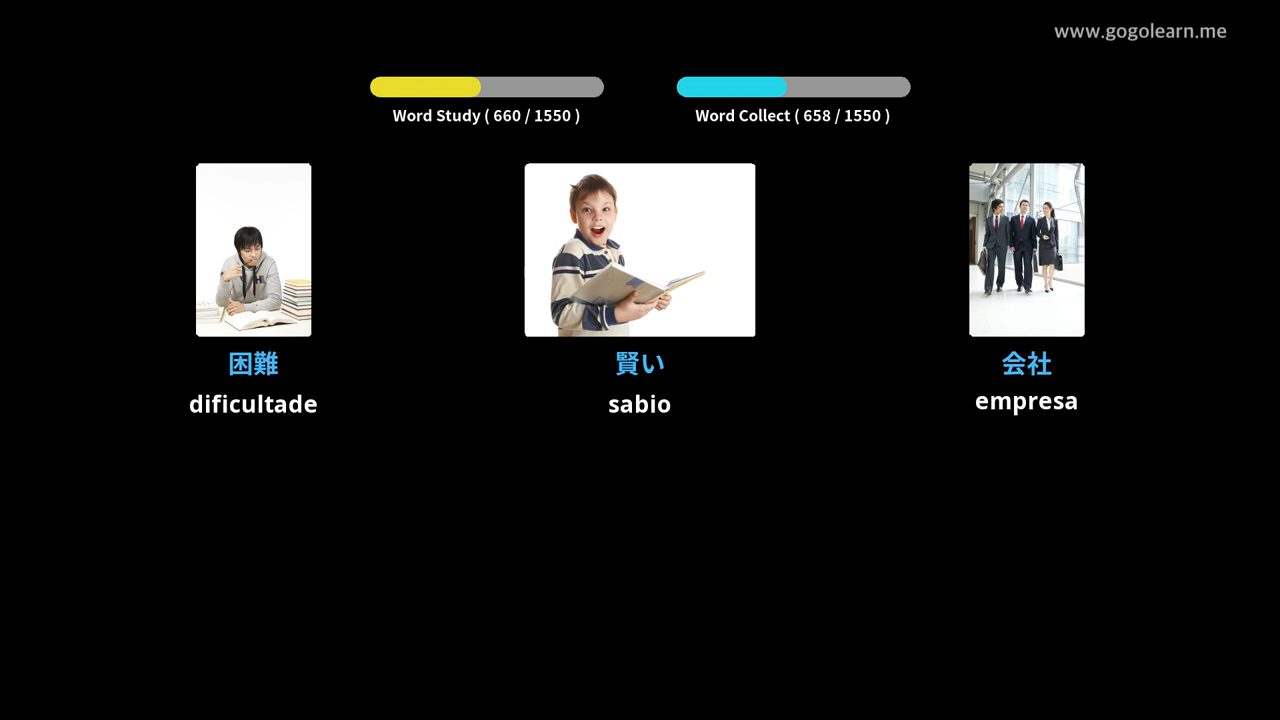 www.gogolearn.me
Word Study ( 660 / 1550 )
Word Collect ( 658 / 1550 )
困難
賢い
会社
dificultade
sabio
empresa